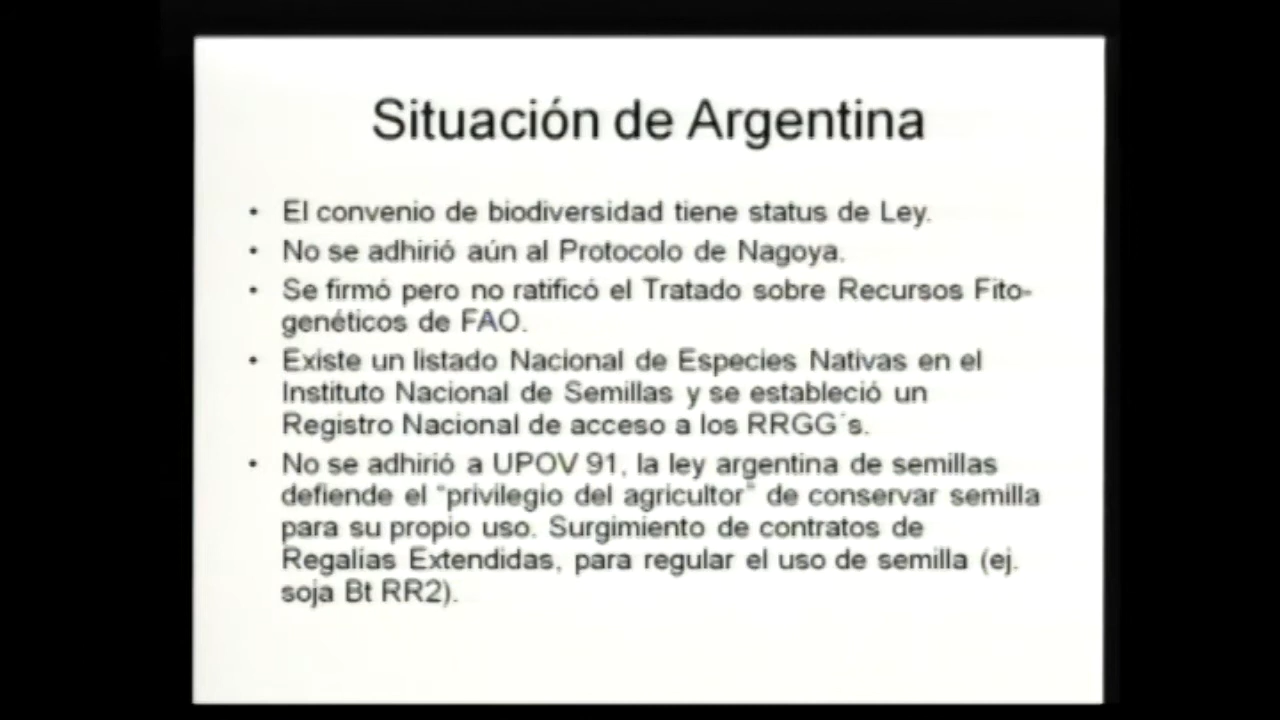 Situación de Argentina
• El convenio de biodiversidad tiene status de Ley.
• No se adhirió aún al Protocolo de Nagoya.
• Se firmó pero no ratificó el Tratado sobre Recursos Fito-
genéticos de FAO.
• Existe un listado Nacional de Especies Nativas en el
Instituto Nacional de Semillas y se estableció un
Registro Nacional de acceso a los RRGG´s.
• No se adhirió a UPOV 91, la ley argentina de semillas
defiende el “privilegio del agricultor” de conservar semilla
para su propio uso. Surgimiento de contratos de
Regalías Extendidas, para regular el uso de semilla (ej.
soja Bt RR2).